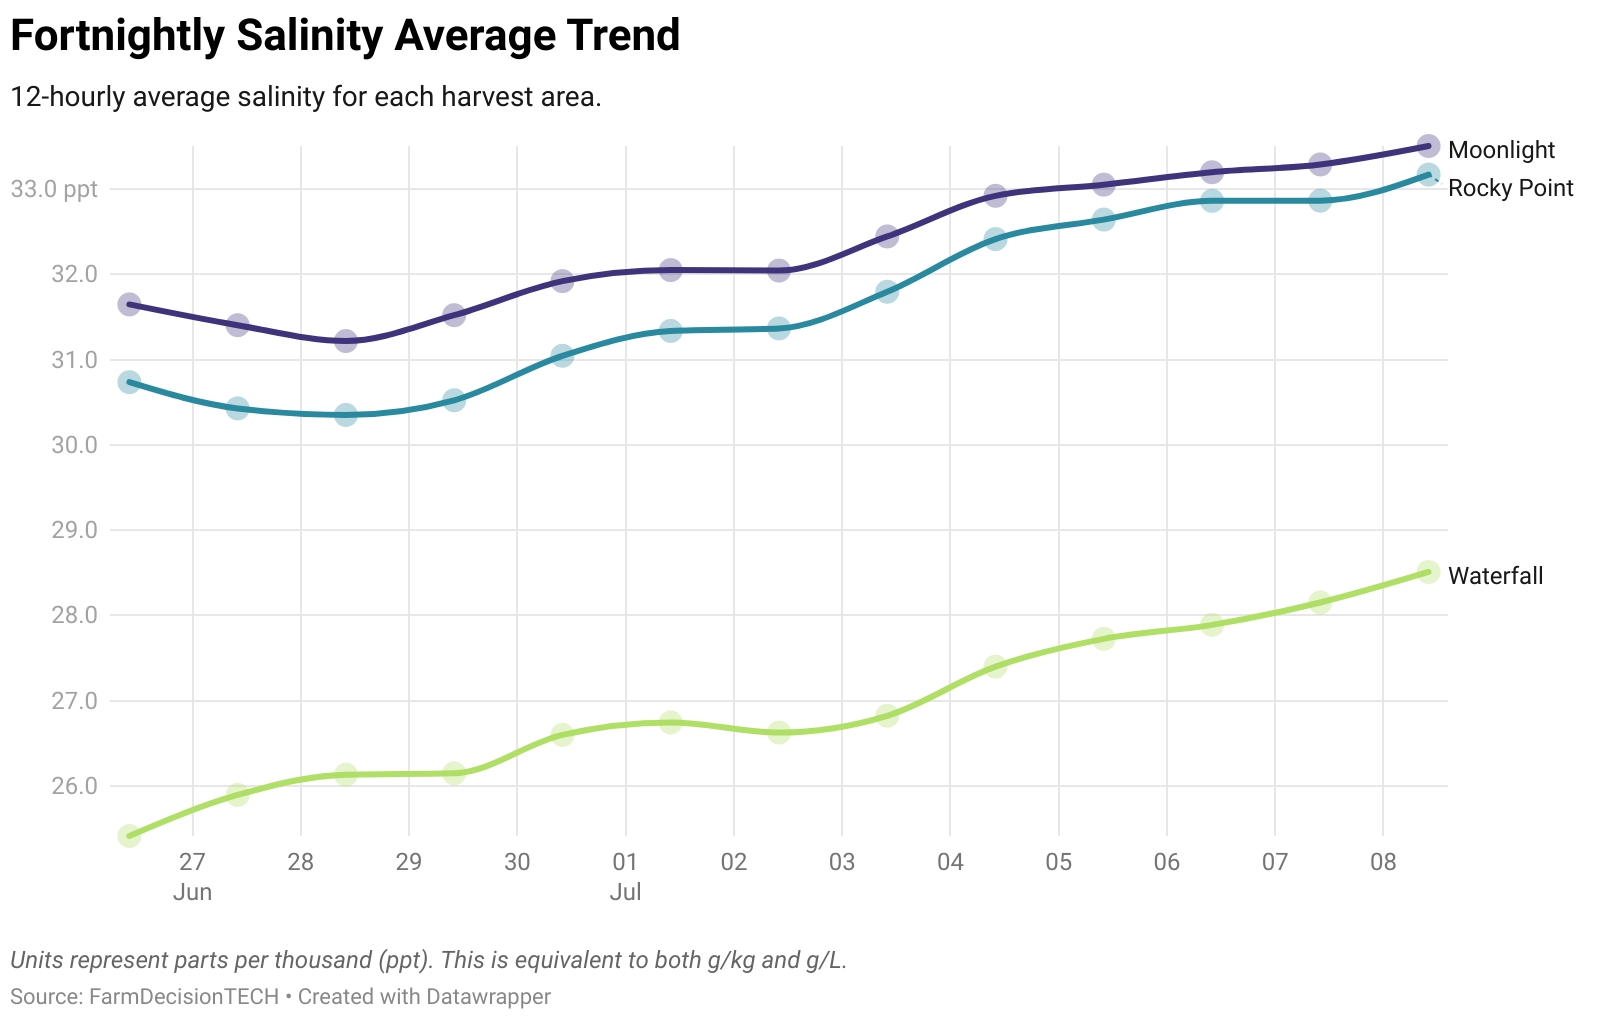 Fortnightly Salinity Average Trend
12-hourly average salinity for each harvest area.
Moonlight
33.0 ppt
Rocky Point
32.0
31.0
30.0
29.0
Waterfall
28.0
27.0
26.0
27 28 29 30 01 02 03 04 05 06 07 08
Jun Jul
Units represent parts per thousand (ppt). This is equivalent to both g/kg and g/L.
Source: FarmDecisionTECH • Created with Datawrapper